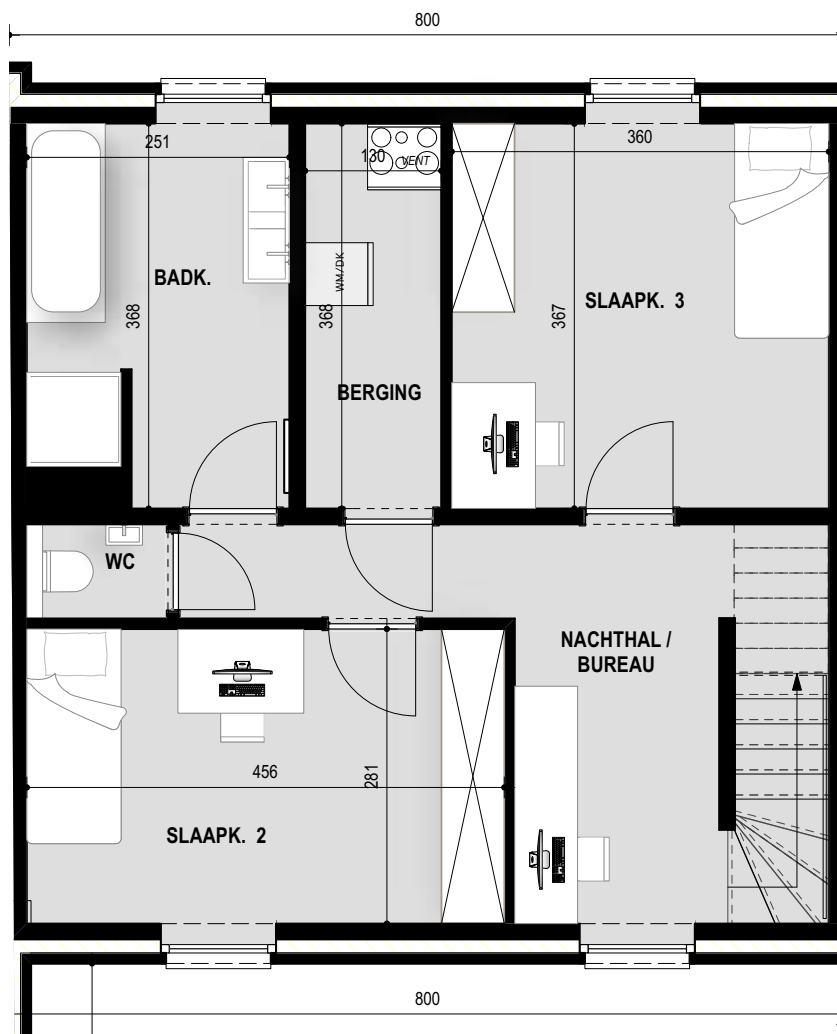 800
251
130
VENT
360
BADK.
WM/DK
368
368
367
SLAAPK. 3
BERGING
WC
NACHTHAL /
BUREAU
456
281
SLAAPK. 2
800